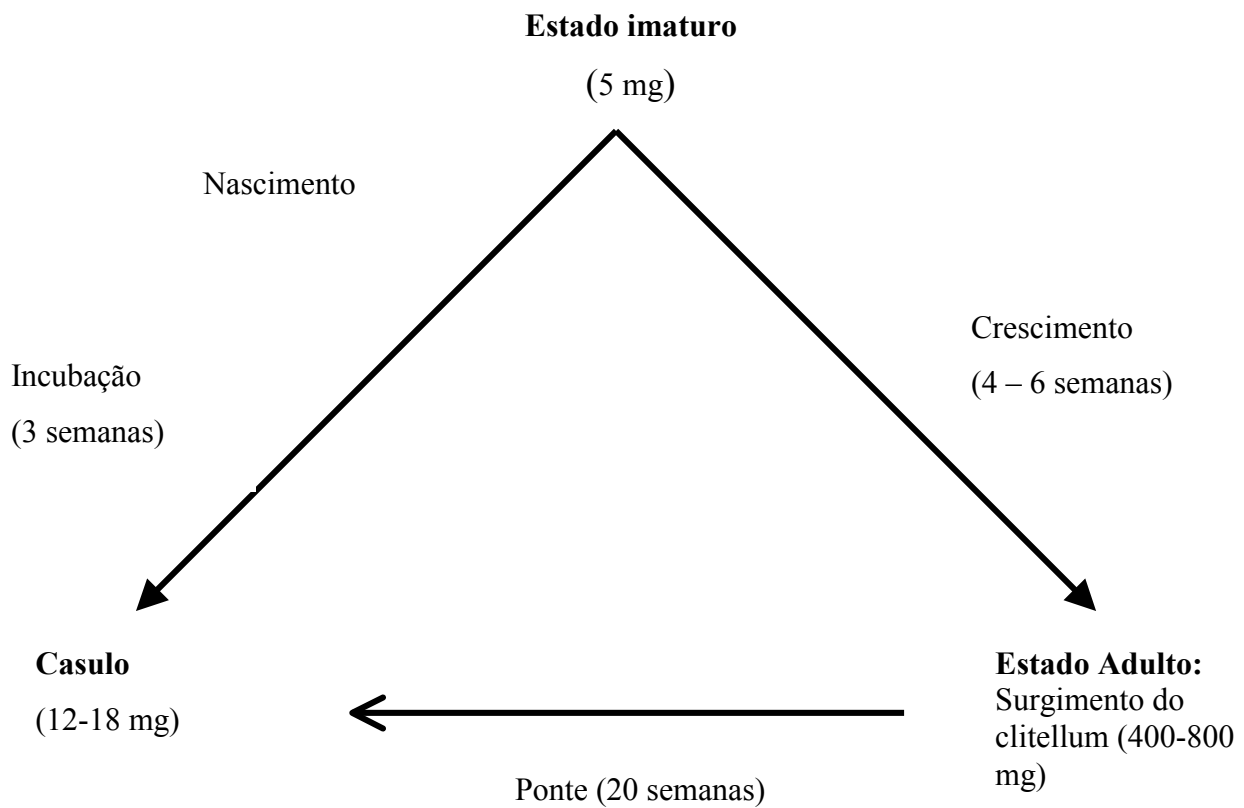 Estado imaturo
(5 mg)
Nascimento
Crescimento
(4 – 6 semanas)
Incubação
(3 semanas)
Casulo
(12-18 mg)
Estado Adulto:
Surgimento do
clitellum (400-800
mg)
Ponte (20 semanas)